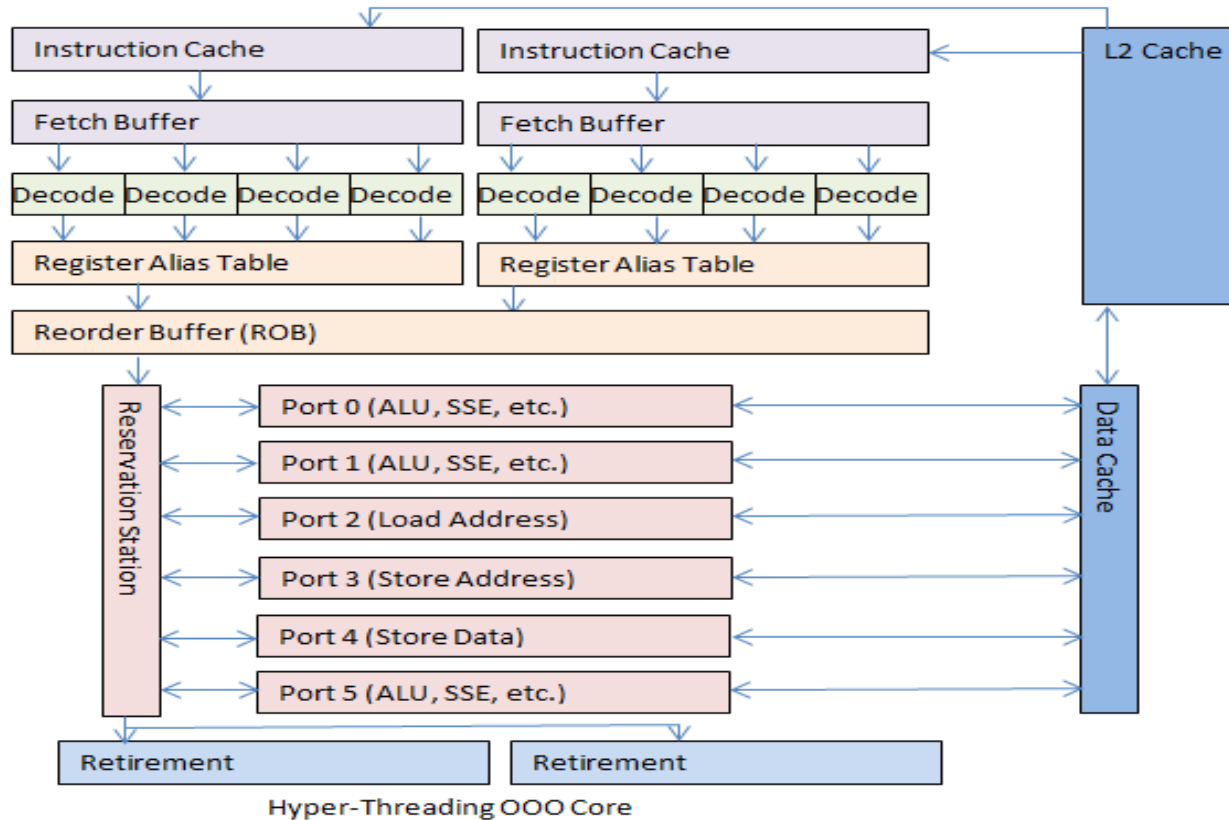 Instruction Cache
Instruction Cache
L2 Cache
Fetch Buffer
Fetch Buffer
Decode Decode Decode Decode
Decode Decode Decode Decode
Register Alias Table
Register Alias Table
Reorder Buffer (ROB)
Reservation Station
Port 0 (ALU, SSE, etc.)
Port 1 (ALU, SSE, etc.)
Port 2 (Load Address)
Port 3 (Store Address)
Port 4 (Store Data)
Port 5 (ALU, SSE, etc.)
Data Cache
Retirement
Retirement
Hyper-Threading OOO Core